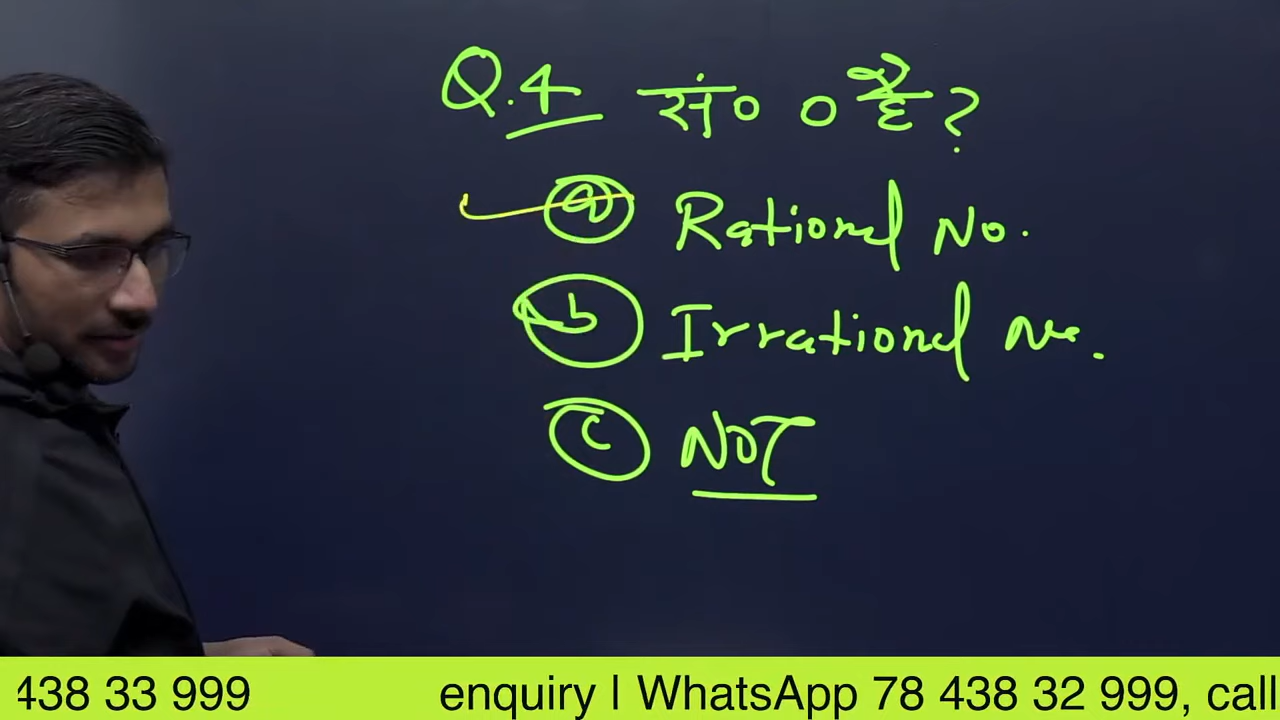 Q.4 सं० 0 है?
(a) Rational No.
(b) Irrational No.
(c) NOT
438 33 999 enquiry | WhatsApp 78 438 32 999, call